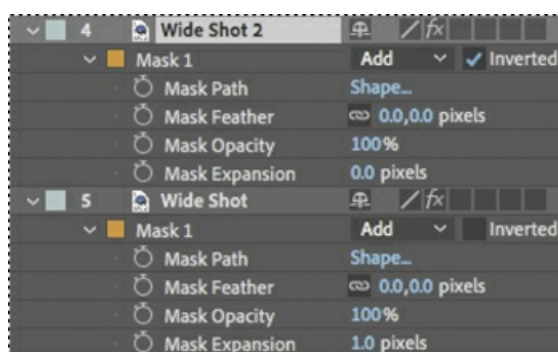 4 Wide Shot 2 fx
Mask 1 Add Inverted
Mask Path Shape...
Mask Feather 0.0,0.0 pixels
Mask Opacity 100%
Mask Expansion 0.0 pixels
5 Wide Shot fx
Mask 1 Add Inverted
Mask Path Shape...
Mask Feather 0.0,0.0 pixels
Mask Opacity 100%
Mask Expansion 1.0 pixels